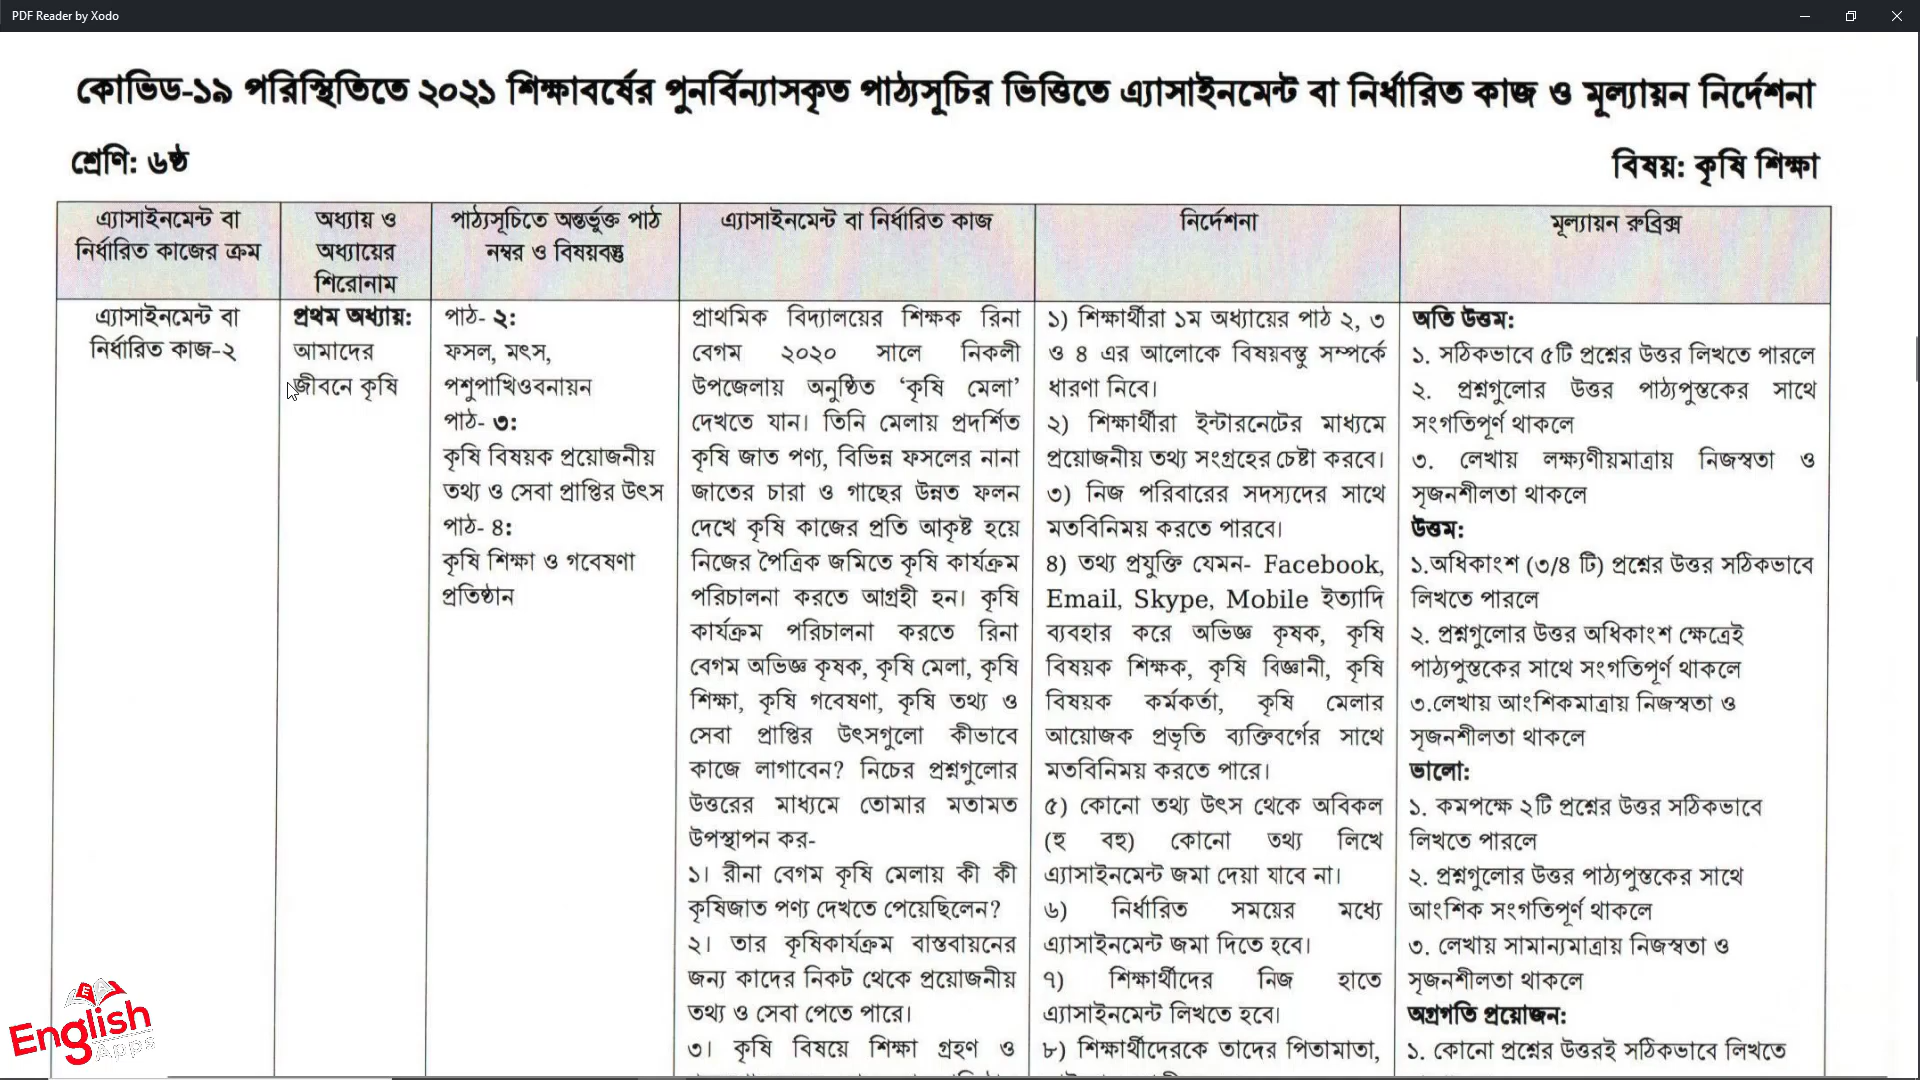 PDF Reader by Xodo
কোভিড-১৯ পরিস্থিতিতে ২০২১ শিক্ষাবর্ষের পুনর্বিন্যাসকৃত পাঠ্যসূচির ভিত্তিতে এ্যাসাইনমেন্ট বা নির্ধারিত কাজ ও মূল্যায়ন নির্দেশনা
শ্রেণি: ৬ষ্ঠ
বিষয়: কৃষি শিক্ষা
এ্যাসাইনমেন্ট বা
নির্ধারিত কাজের ক্রম
অধ্যায় ও
অধ্যায়ের
শিরোনাম
পাঠ্যসূচিতে অন্তর্ভুক্ত পাঠ
নম্বর ও বিষয়বস্তু
এ্যাসাইনমেন্ট বা নির্ধারিত কাজ
নির্দেশনা
মূল্যায়ন রুব্রিক্স
এ্যাসাইনমেন্ট বা
নির্ধারিত কাজ-২
প্রথম অধ্যায়:
আমাদের
জীবনে কৃষি
পাঠ- ২:
ফসল, মৎস,
পশুপাখিওবনায়ন
পাঠ- ৩:
কৃষি বিষয়ক প্রয়োজনীয়
তথ্য ও সেবা প্রাপ্তির উৎস
পাঠ- ৪:
কৃষি শিক্ষা ও গবেষণা
প্রতিষ্ঠান
প্রাথমিক বিদ্যালয়ের শিক্ষক রিনা
বেগম ২০২০ সালে নিকলী
উপজেলায় অনুষ্ঠিত ‘কৃষি মেলা’
দেখতে যান। তিনি মেলায় প্রদর্শিত
কৃষি জাত পণ্য, বিভিন্ন ফসলের নানা
জাতের চারা ও গাছের উন্নত ফলন
দেখে কৃষি কাজের প্রতি আকৃষ্ট হয়ে
নিজের পৈত্রিক জমিতে কৃষি কার্যক্রম
পরিচালনা করতে আগ্রহী হন। কৃষি
কার্যক্রম পরিচালনা করতে রিনা
বেগম অভিজ্ঞ কৃষক, কৃষি মেলা, কৃষি
শিক্ষা, কৃষি গবেষণা, কৃষি তথ্য ও
সেবা প্রাপ্তির উৎসগুলো কীভাবে
কাজে লাগাবেন? নিচের প্রশ্নগুলোর
উত্তরের মাধ্যমে তোমার মতামত
উপস্থাপন কর-
১। রীনা বেগম কৃষি মেলায় কী কী
কৃষিজাত পণ্য দেখতে পেয়েছিলেন?
২। তার কৃষিকার্যক্রম বাস্তবায়নের
জন্য কাদের নিকট থেকে প্রয়োজনীয়
তথ্য ও সেবা পেতে পারে।
৩। কৃষি বিষয়ে শিক্ষা গ্রহণ ও
১) শিক্ষার্থীরা ১ম অধ্যায়ের পাঠ ২, ৩
ও ৪ এর আলোকে বিষয়বস্তু সম্পর্কে
ধারণা নিবে।
২) শিক্ষার্থীরা ইন্টারনেটের মাধ্যমে
প্রয়োজনীয় তথ্য সংগ্রহের চেষ্টা করবে।
৩) নিজ পরিবারের সদস্যদের সাথে
মতবিনিময় করতে পারবে।
৪) তথ্য প্রযুক্তি যেমন- Facebook,
Email, Skype, Mobile ইত্যাদি
ব্যবহার করে অভিজ্ঞ কৃষক, কৃষি
বিষয়ক শিক্ষক, কৃষি বিজ্ঞানী, কৃষি
বিষয়ক কর্মকর্তা, কৃষি মেলার
আয়োজক প্রভৃতি ব্যক্তিবর্গের সাথে
মতবিনিময় করতে পারে।
৫) কোনো তথ্য উৎস থেকে অবিকল
(হু বহু) কোনো তথ্য লিখে
এ্যাসাইনমেন্ট জমা দেয়া যাবে না।
৬) নির্ধারিত সময়ের মধ্যে
এ্যাসাইনমেন্ট জমা দিতে হবে।
৭) শিক্ষার্থীদের নিজ হাতে
এ্যাসাইনমেন্ট লিখতে হবে।
৮) শিক্ষার্থীদেরকে তাদের পিতামাতা,
অতি উত্তম:
১. সঠিকভাবে ৫টি প্রশ্নের উত্তর লিখতে পারলে
২. প্রশ্নগুলোর উত্তর পাঠ্যপুস্তকের সাথে
সংগতিপূর্ণ থাকলে
৩. লেখায় লক্ষ্যণীয়মাত্রায় নিজস্বতা ও
সৃজনশীলতা থাকলে
উত্তম:
১.অধিকাংশ (৩/৪ টি) প্রশ্নের উত্তর সঠিকভাবে
লিখতে পারলে
২. প্রশ্নগুলোর উত্তর অধিকাংশ ক্ষেত্রেই
পাঠ্যপুস্তকের সাথে সংগতিপূর্ণ থাকলে
৩.লেখায় আংশিকমাত্রায় নিজস্বতা ও
সৃজনশীলতা থাকলে
ভালো:
১. কমপক্ষে ২টি প্রশ্নের উত্তর সঠিকভাবে
লিখতে পারলে
২. প্রশ্নগুলোর উত্তর পাঠ্যপুস্তকের সাথে
আংশিক সংগতিপূর্ণ থাকলে
৩. লেখায় সামান্যমাত্রায় নিজস্বতা ও
সৃজনশীলতা থাকলে
অগ্রগতি প্রয়োজন:
১. কোনো প্রশ্নের উত্তরই সঠিকভাবে লিখতে
English
Apps